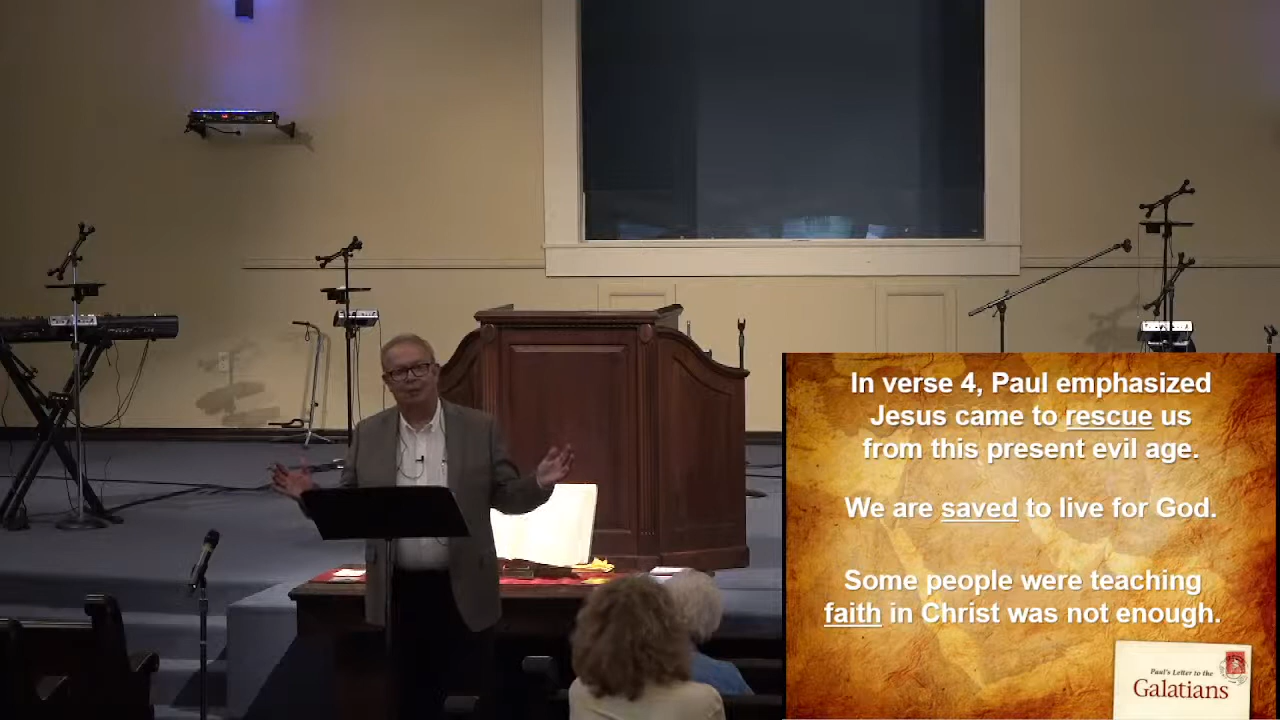 In verse 4, Paul emphasized
Jesus came to rescue us
from this present evil age.
We are saved to live for God.
Some people were teaching
faith in Christ was not enough.
Paul's Letter to the
Galatians